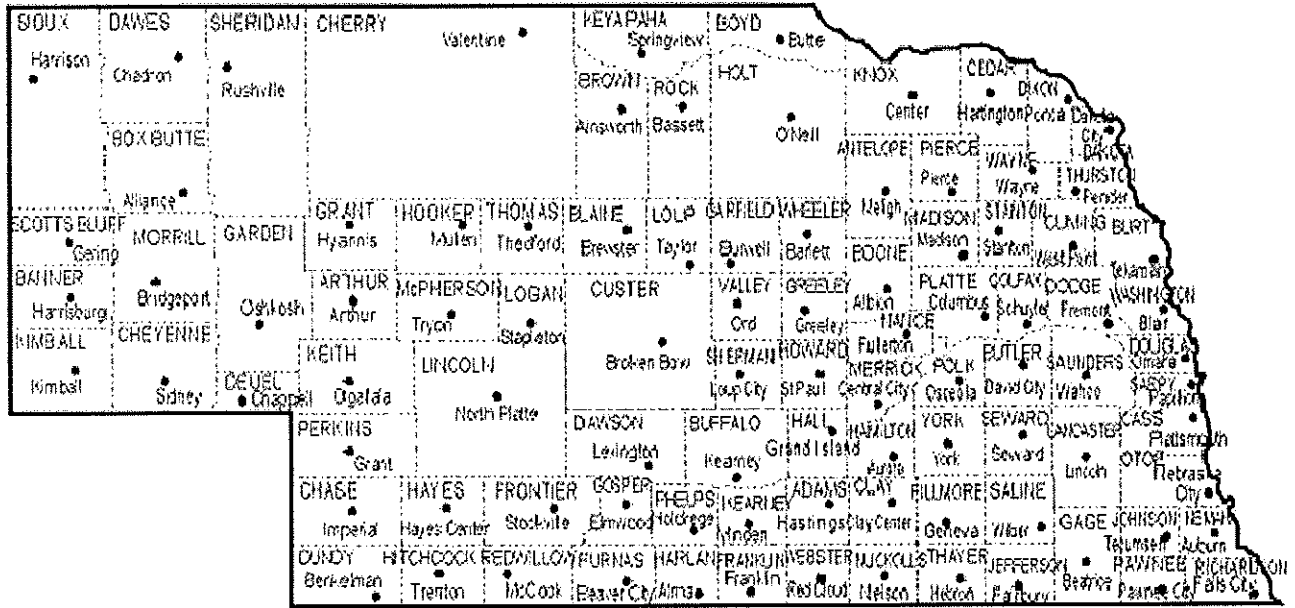 SIOUX
Harrison
DAWES
Chadron
SHERIDAN
Rushville
CHERRY
Valentine
KEYA PAHA
Springview
BOYD
Butte
BROWN
Ainsworth
ROCK
Bassett
HOLT
O'Neill
KNOX
Center
CEDAR
Hartington
DIXON
Ponca
Dakota
City
DAKOTA
BOX BUTTE
Alliance
ANTELOPE
Neligh
PIERCE
Pierce
WAYNE
Wayne
THURSTON
Pender
SCOTTS BLUFF
Gering
MORRILL
Bridgeport
GARDEN
Oshkosh
GRANT
Hyannis
HOOKER
Mullen
THOMAS
Thedford
BLAINE
Brewster
LOUP
Taylor
GARFIELD
Burwell
WHEELER
Barlett
BOONE
Albion
MADISON
Madison
STANTON
Stanton
CUMING
West Point
BURT
Tekamah
BANNER
Harrisburg
ARTHUR
Arthur
McPHERSON
Tryon
LOGAN
Stapleton
CUSTER
Broken Bow
VALLEY
Ord
GREELEY
Greeley
NANCE
Fullerton
PLATTE
Columbus
COLFAX
Schuyler
DODGE
Fremont
WASHINGTON
Blair
KIMBALL
Kimball
CHEYENNE
Sidney
DEUEL
Chappell
KEITH
Ogalala
LINCOLN
North Platte
SHERMAN
Loup City
HOWARD
St Paul
MERRICK
Central City
POLK
Osceola
BUTLER
David City
SAUNDERS
Wahoo
DOUGLA
Omaha
SARPY
Papillion
PERKINS
Grant
DAWSON
Lexington
BUFFALO
Kearney
HALL
Grand Island
HAMILTON
Aurora
YORK
York
SEWARD
Seward
LANCASTER
Lincoln
CASS
Plattsmouth
OTOE
Nebraska
City
CHASE
Imperial
HAYES
Hayes Center
FRONTIER
Stockville
GOSPER
Elmwood
PHELPS
Holdrege
KEARNEY
Minden
ADAMS
Hastings
CLAY
Clay Center
FILLMORE
Geneva
SALINE
Wilber
GAGE
Beatrice
JOHNSON
Tecumseh
NEMAHA
Auburn
DUNDY
Benkelman
HITCHCOCK
Trenton
REDWILLOW
McCook
FURNAS
Beaver City
HARLAN
Alma
FRANKLIN
Franklin
WEBSTER
Red Cloud
NUCKOLLS
Nelson
THAYER
Hebron
JEFFERSON
Fairbury
PAWNEE
Pawnee City
RICHARDSON
Falls City